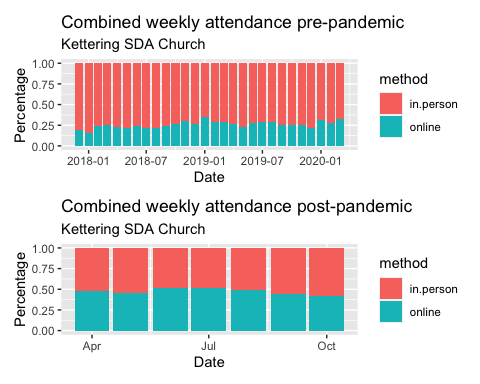 Combined weekly attendance pre-pandemic
Kettering SDA Church
Percentage
1.00
0.75
0.50
0.25
0.00
2018-01 2018-07 2019-01 2019-07 2020-01
Date
method
in.person
online
Combined weekly attendance post-pandemic
Kettering SDA Church
Percentage
1.00
0.75
0.50
0.25
0.00
Apr Jul Oct
Date
method
in.person
online